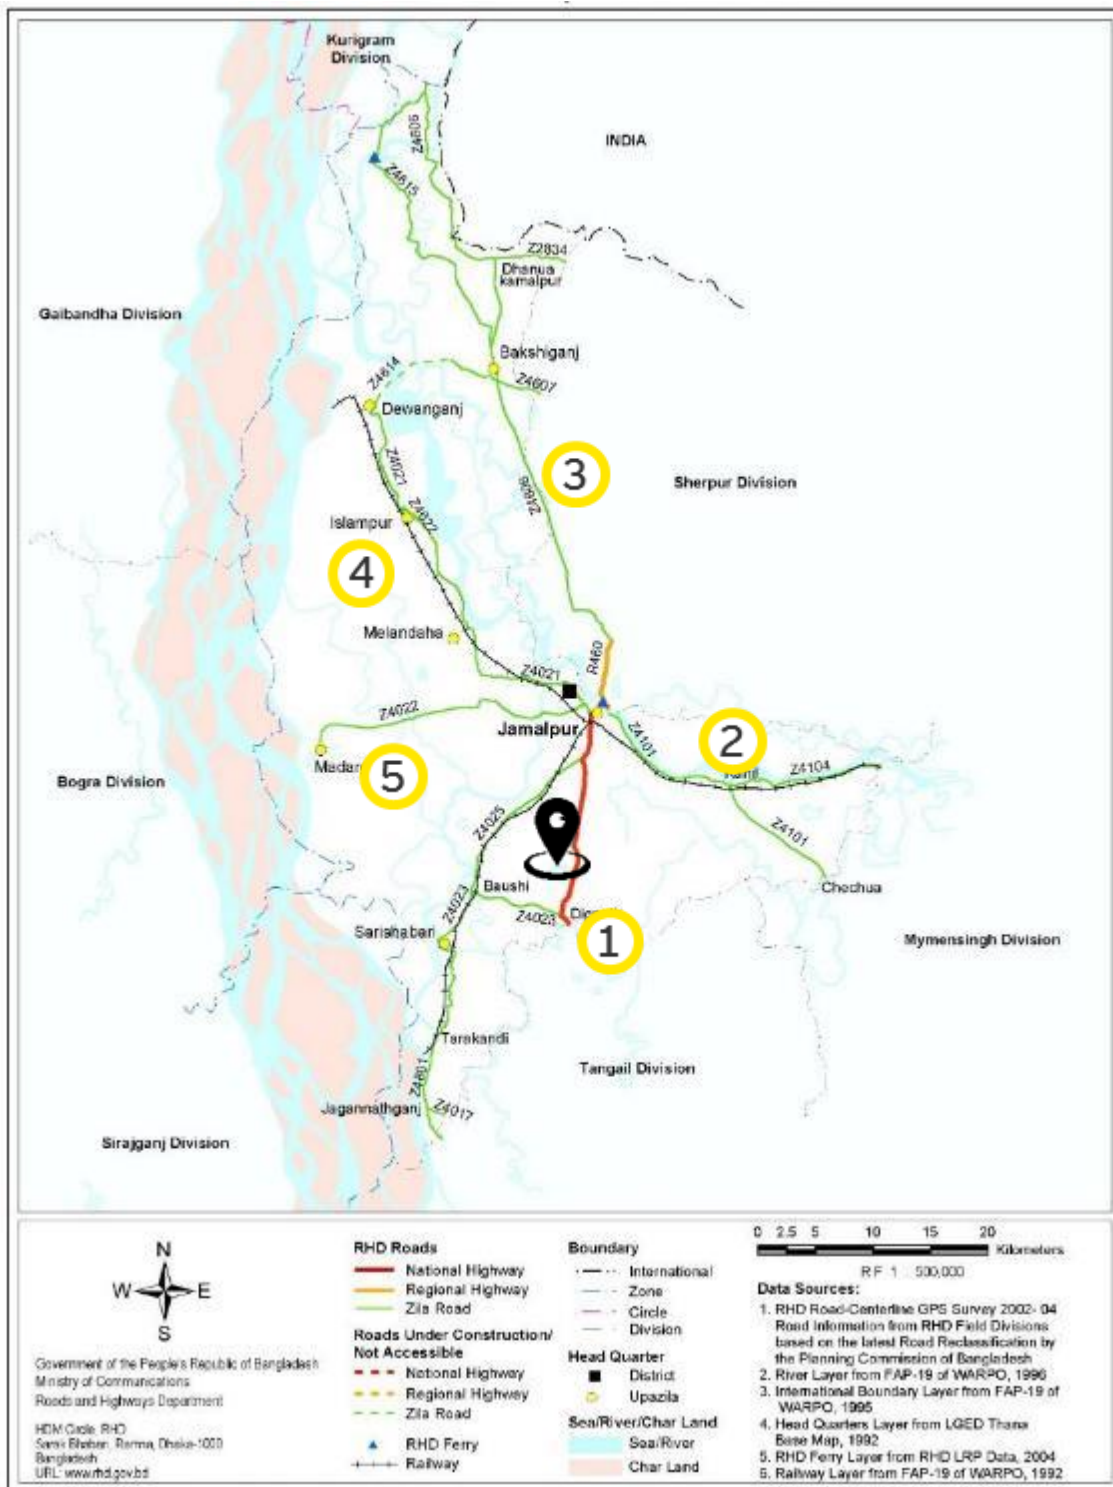 Kurigram
Division
INDIA
Z4606
Z4615
Z2834
Dhanua
kamalpur
Gaibandha Division
Bakshiganj
Z4614
Z4607
Dewanganj
Z4021
3
Sherpur Division
Z4606
Islampur
Z4022
4
Melandaha
R460
Z4021
Z4022
Jamalpur
Z4101
2
Z4104
Bogra Division
5
Z4025
Z4101
Baushi
Chechua
Z4023
Z4023
Sarishabari
1
Mymensingh Division
Tarakandi
Tangail Division
Z4801
Jagannathganj
Z4017
Sirajganj Division
N
W E
S
Government of the People's Republic of Bangladesh
Ministry of Communications
Roads and Highways Department
HDM Circle, RHD
Sarak Bhaban, Ramna, Dhaka-1000
Bangladesh
URL: www.rhd.gov.bd
RHD Roads
National Highway
Regional Highway
Zila Road
Roads Under Construction/
Not Accessible
National Highway
Regional Highway
Zila Road
RHD Ferry
Railway
Boundary
International
Zone
Circle
Division
Head Quarter
District
Upazila
Sea/River/Char Land
Sea/River
Char Land
0 2.5 5 10 15 20
Kilometers
RF 1 : 500,000
Data Sources:
1. RHD Road-Centerline GPS Survey 2002- 04
Road Information from RHD Field Divisions
based on the latest Road Reclassification by
the Planning Commission of Bangladesh
2. River Layer from FAP-19 of WARPO, 1996
3. International Boundary Layer from FAP-19 of
WARPO, 1995
4. Head Quarters Layer from LGED Thana
Base Map, 1992
5. RHD Ferry Layer from RHD LRP Data, 2004
6. Railway Layer from FAP-19 of WARPO, 1992